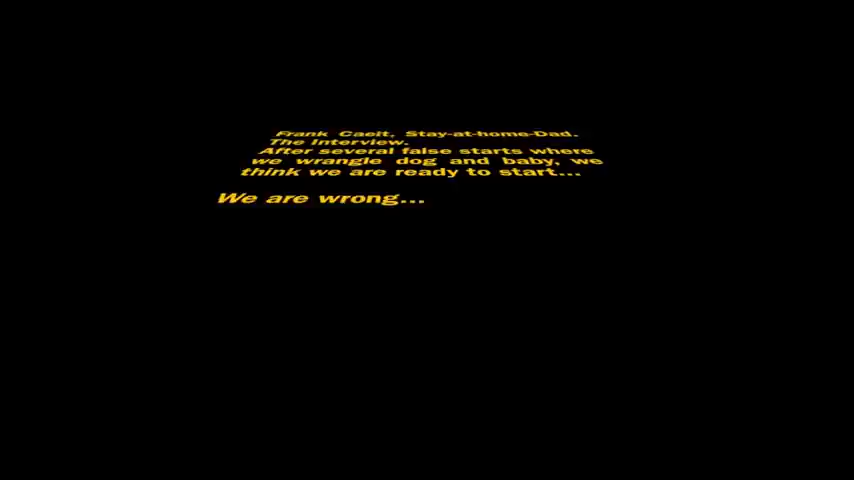 Frank Caeit, Stay-at-home-Dad.
The Interview.
After several false starts where
we wrangle dog and baby, we
think we are ready to start...
We are wrong...